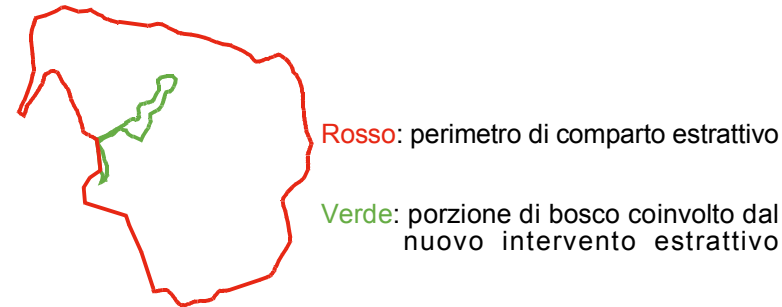 Rosso: perimetro di comparto estrattivo
Verde: porzione di bosco coinvolto dal
nuovo intervento estrattivo